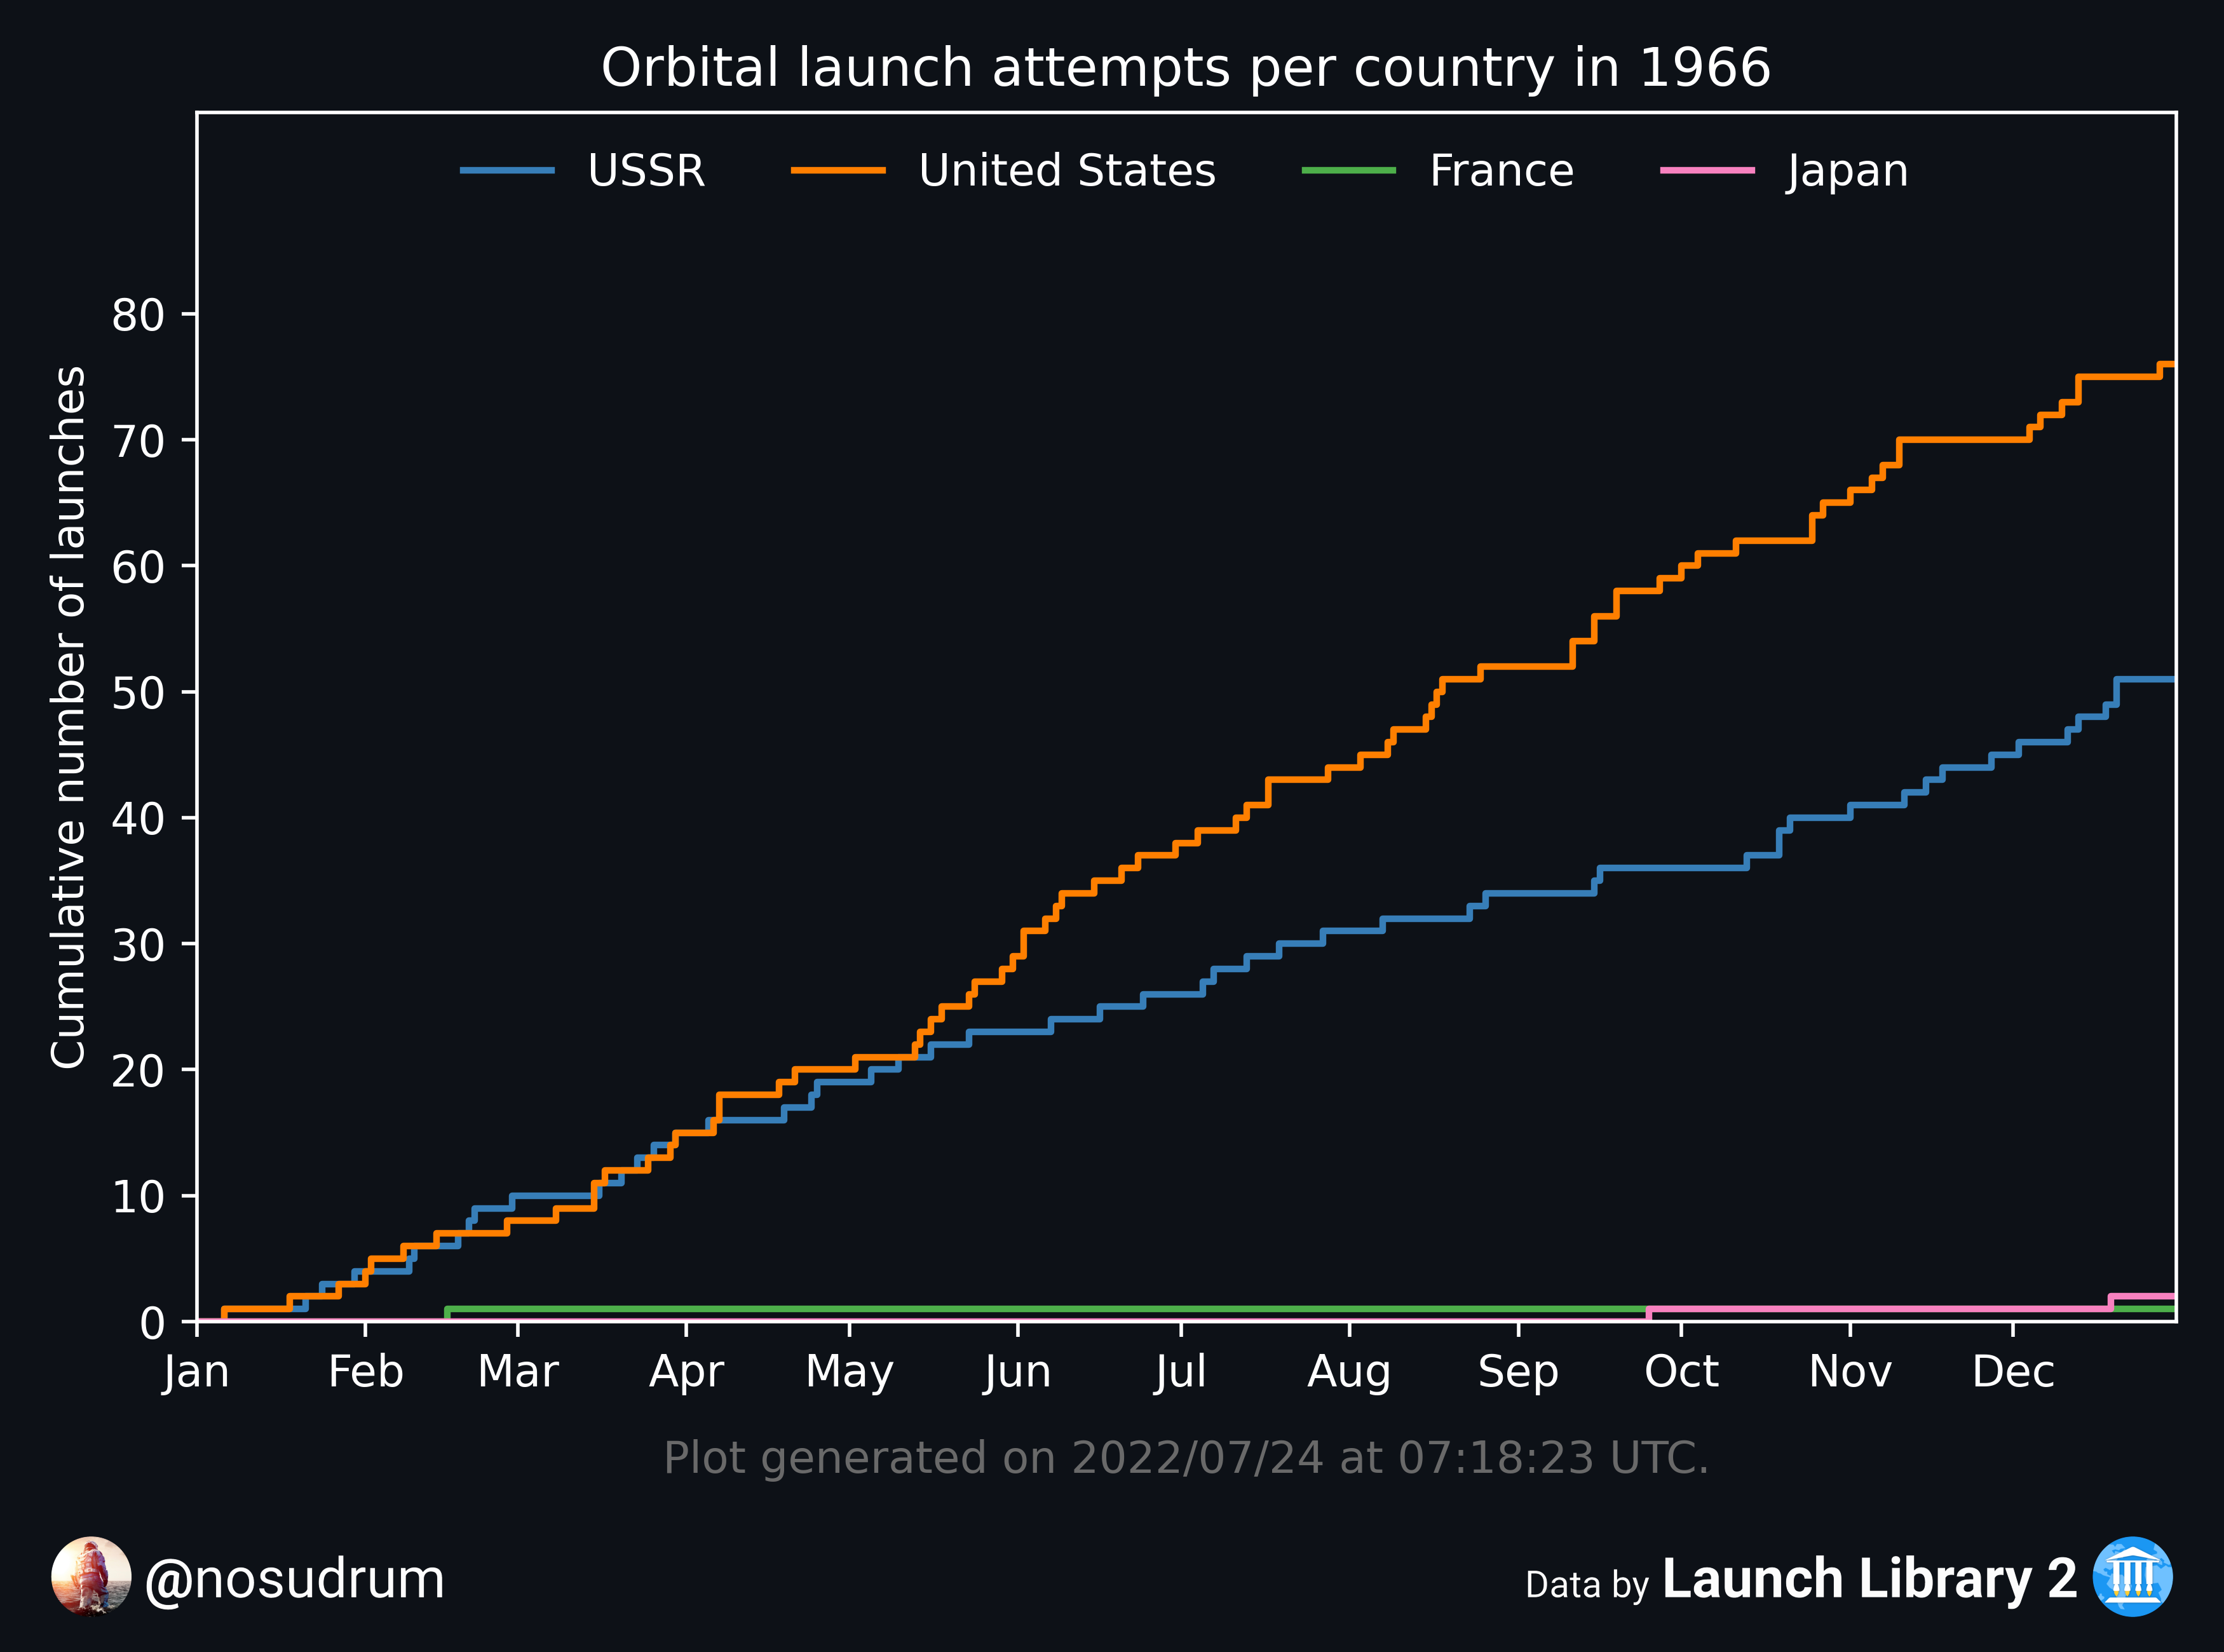 Orbital launch attempts per country in 1966
USSR United States France Japan
Cumulative number of launches
80
70
60
50
40
30
20
10
0
Jan Feb Mar Apr May Jun Jul Aug Sep Oct Nov Dec
Plot generated on 2022/07/24 at 07:18:23 UTC.
@nosudrum
Data by Launch Library 2